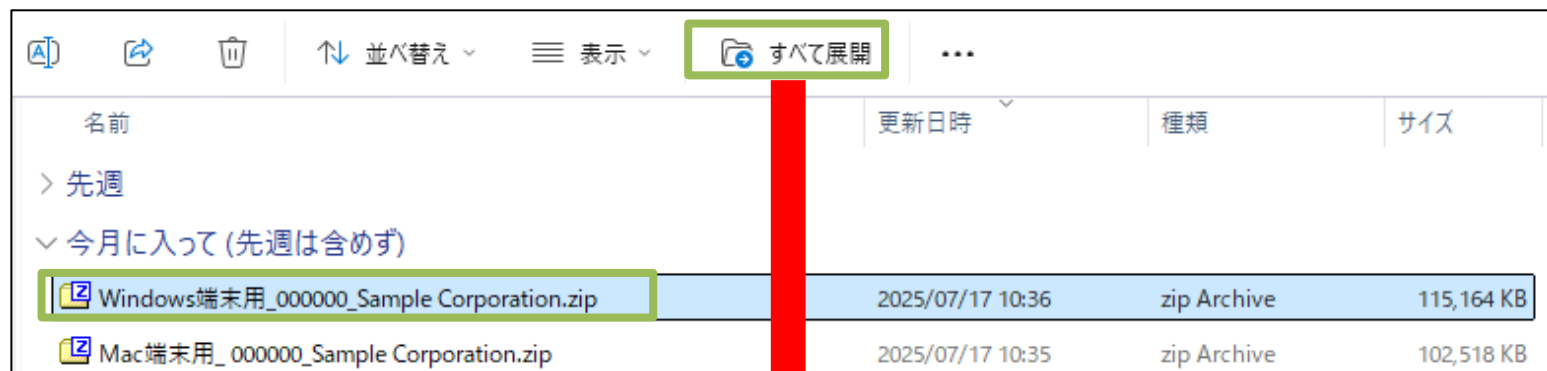 並べ替え 表示 すべて展開 •••
名前 更新日時 種類 サイズ
先週
今月に入って (先週は含めず)
Windows端末用_000000_Sample Corporation.zip 2025/07/17 10:36 zip Archive 115,164 KB
Mac端末用_ 000000_Sample Corporation.zip 2025/07/17 10:35 zip Archive 102,518 KB